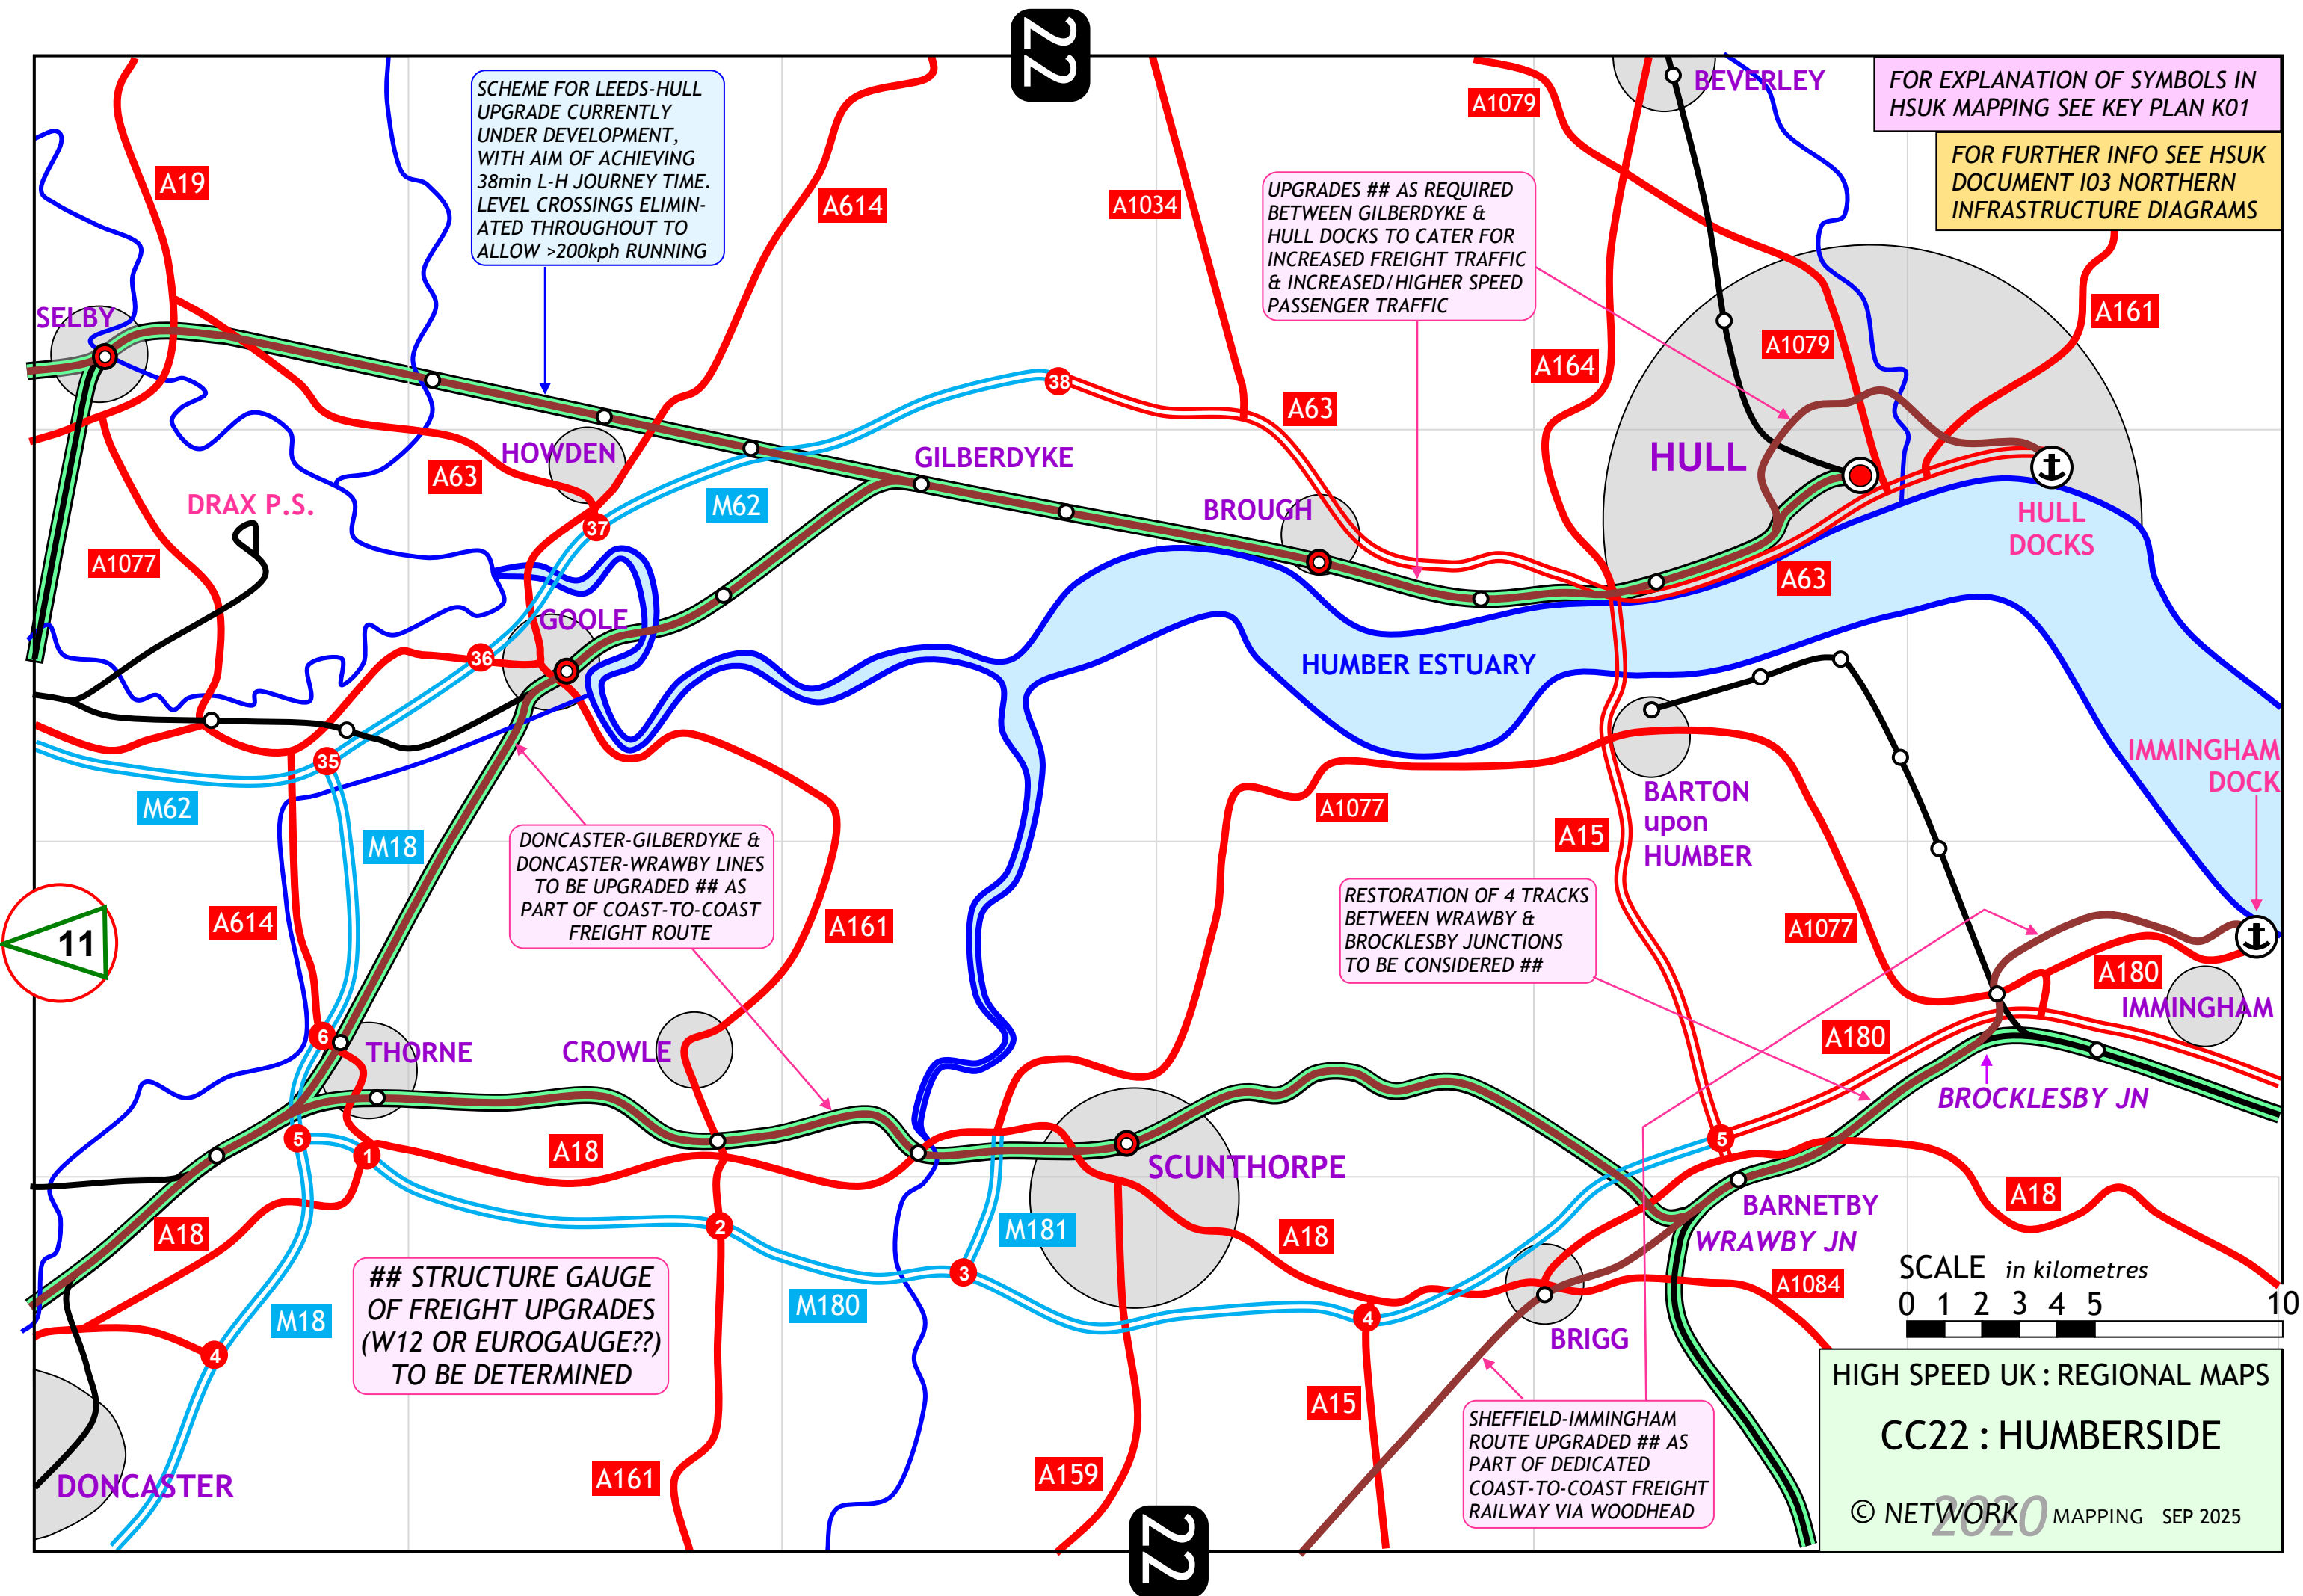 22
BEVERLEY
FOR EXPLANATION OF SYMBOLS IN
HSUK MAPPING SEE KEY PLAN K01
FOR FURTHER INFO SEE HSUK
DOCUMENT I03 NORTHERN
INFRASTRUCTURE DIAGRAMS
SCHEME FOR LEEDS-HULL
UPGRADE CURRENTLY
UNDER DEVELOPMENT,
WITH AIM OF ACHIEVING
38min L-H JOURNEY TIME.
LEVEL CROSSINGS ELIMIN-
ATED THROUGHOUT TO
ALLOW >200kph RUNNING
A1079
A19
A614
A1034
UPGRADES ## AS REQUIRED
BETWEEN GILBERDYKE &
HULL DOCKS TO CATER FOR
INCREASED FREIGHT TRAFFIC
& INCREASED/HIGHER SPEED
PASSENGER TRAFFIC
SELBY
A161
A1079
A164
38
A63
HOWDEN
GILBERDYKE
HULL
A63
DRAX P.S.
M62
BROUGH
37
HULL
DOCKS
A1077
A63
GOOLE
36
HUMBER ESTUARY
35
IMMINGHAM
DOCK
M62
M18
A1077
BARTON
upon
HUMBER
A15
DONCASTER-GILBERDYKE &
DONCASTER-WRAWBY LINES
TO BE UPGRADED ## AS
PART OF COAST-TO-COAST
FREIGHT ROUTE
RESTORATION OF 4 TRACKS
BETWEEN WRAWBY &
BROCKLESBY JUNCTIONS
TO BE CONSIDERED ##
11
A614
A161
A1077
A180
IMMINGHAM
6
THORNE
CROWLE
A180
BROCKLESBY JN
5
1
A18
SCUNTHORPE
5
BARNETBY
WRAWBY JN
A18
A18
2
M181
A18
3
SCALE in kilometres
0 1 2 3 4 5 10
## STRUCTURE GAUGE
OF FREIGHT UPGRADES
(W12 OR EUROGAUGE??)
TO BE DETERMINED
M18
M180
4
A1084
BRIGG
4
A15
SHEFFIELD-IMMINGHAM
ROUTE UPGRADED ## AS
PART OF DEDICATED
COAST-TO-COAST FREIGHT
RAILWAY VIA WOODHEAD
DONCASTER
A161
A159
HIGH SPEED UK : REGIONAL MAPS
CC22 : HUMBERSIDE
© NETWORK 2020 MAPPING SEP 2025
22